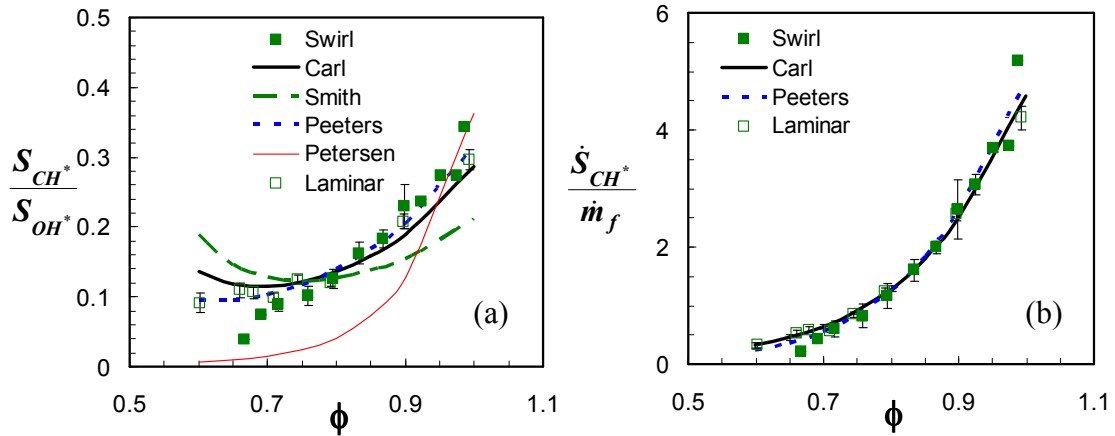 0.5
0.4
0.3
0.2
0.1
0
S_CH*
S_OH*
Swirl
Carl
Smith
Peeters
Petersen
Laminar
(a)
0.5 0.7 0.9 1.1
ϕ
6
4
2
0
Ṡ_CH*
ṁ_f
Swirl
Carl
Peeters
Laminar
(b)
0.5 0.7 0.9 1.1
ϕ